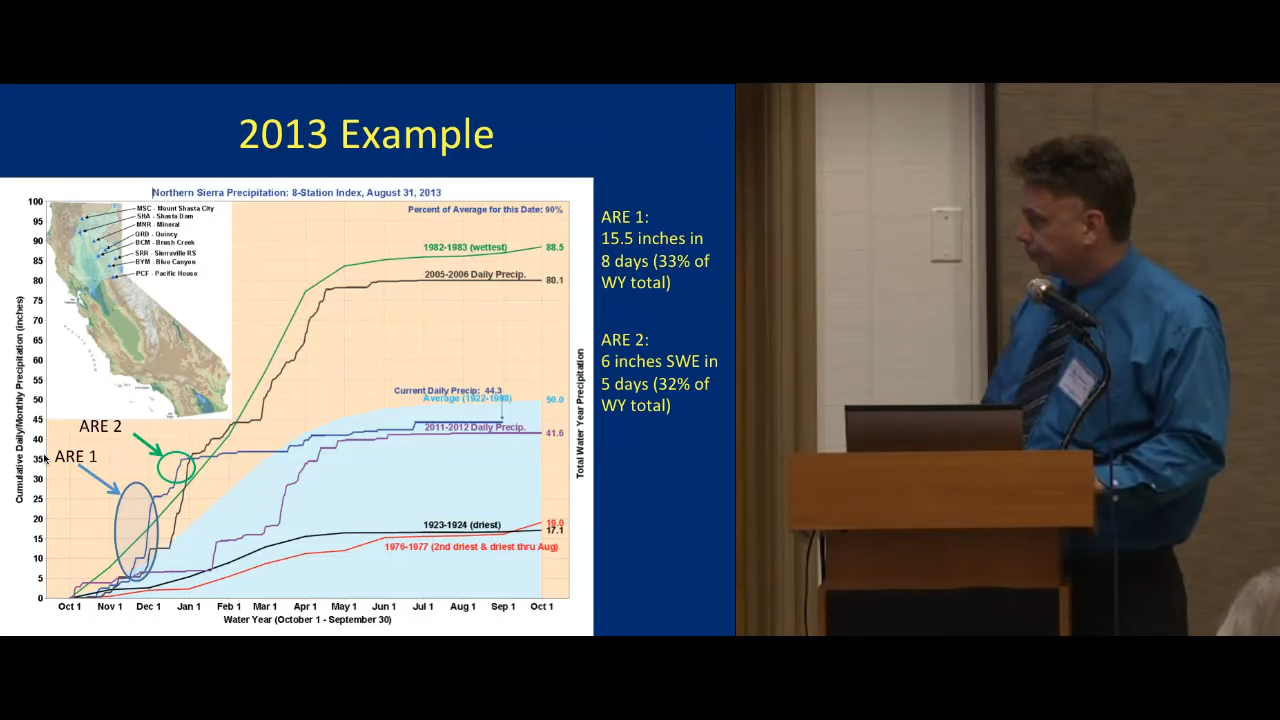 2013 Example
Northern Sierra Precipitation: 8-Station Index, August 31, 2013
Percent of Average for this Date: 90%
MSC - Mount Shasta City
SHA - Shasta Dam
MNR - Mineral
QRD - Quincy
BCM - Brush Creek
SRR - Sierraville RS
BYM - Blue Canyon
PCF - Pacific House
1982-1983 (wettest)
88.5
2005-2006 Daily Precip.
80.1
Current Daily Precip: 44.3
Average (1922-1998)
50.0
2011-2012 Daily Precip.
41.6
1923-1924 (driest)
19.0
17.1
1976-1977 (2nd driest & driest thru Aug)
ARE 2
ARE 1
Cumulative Daily/Monthly Precipitation (inches)
100
95
90
85
80
75
70
65
60
55
50
45
40
35
30
25
20
15
10
5
0
Oct 1 Nov 1 Dec 1 Jan 1 Feb 1 Mar 1 Apr 1 May 1 Jun 1 Jul 1 Aug 1 Sep 1 Oct 1
Water Year (October 1 - September 30)
Total Water Year Precipitation
ARE 1:
15.5 inches in
8 days (33% of
WY total)
ARE 2:
6 inches SWE in
5 days (32% of
WY total)